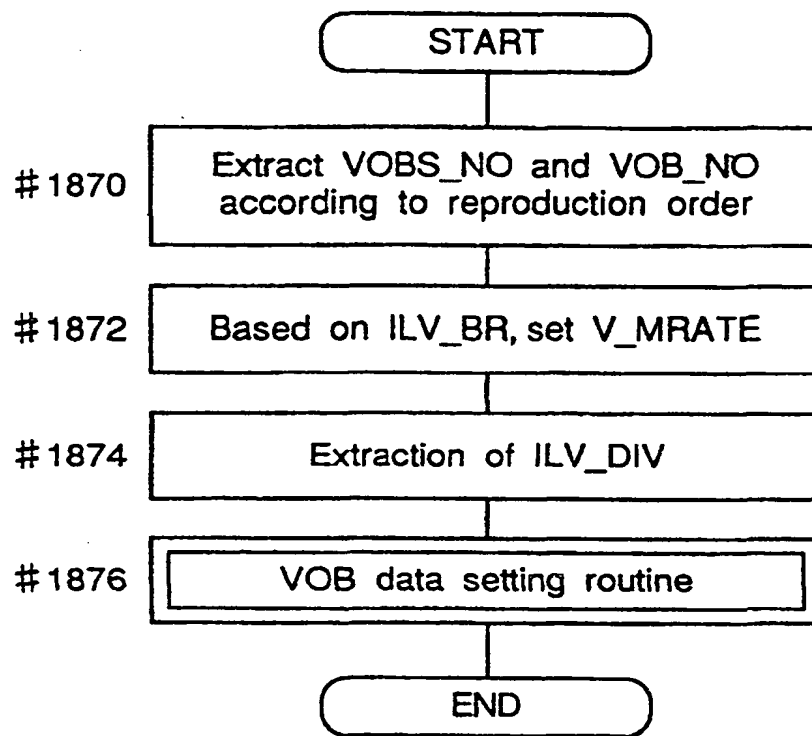 START
#1870
Extract VOBS_NO and VOB_NO
according to reproduction order
#1872
Based on ILV_BR, set V_MRATE
#1874
Extraction of ILV_DIV
#1876
VOB data setting routine
END